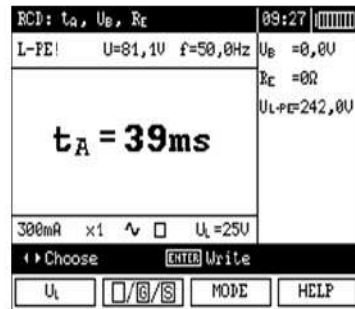 RCD: tA, UB, RE 09:27
L-PE! U=81,1V f=50,0Hz
UB =0,0V
RE =0Ω
UL-PE=242,0V
tA = 39ms
300mA x1 ∿ □ UL =25V
Choose ENTER Write
UL □/G/S MODE HELP